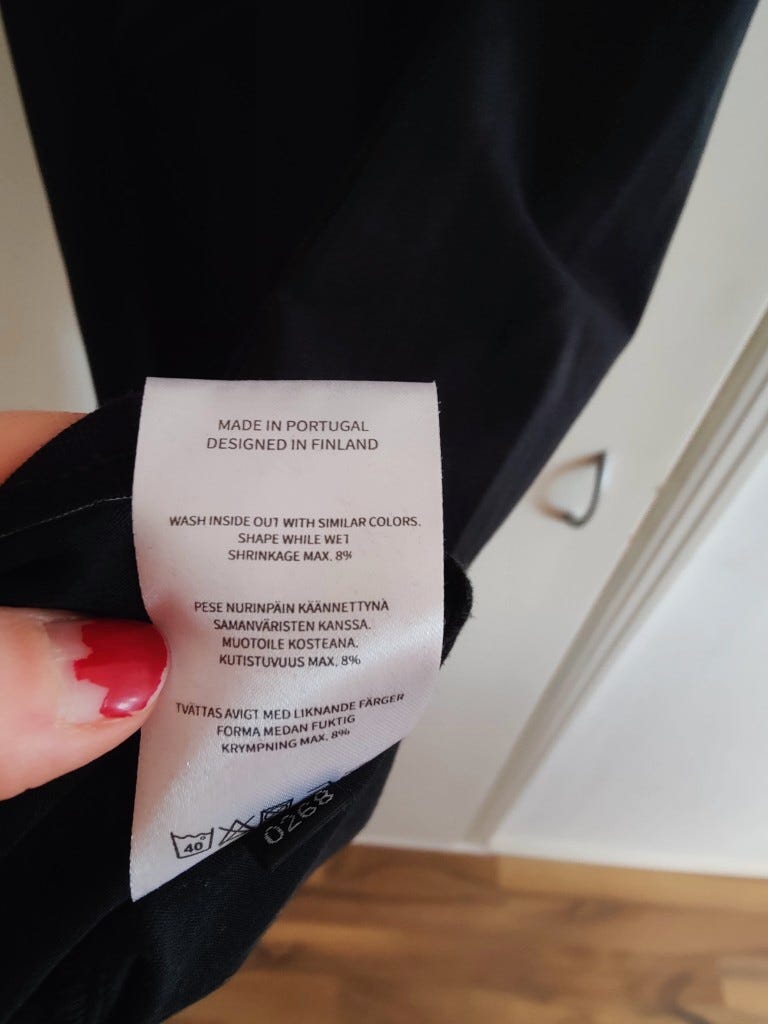 MADE IN PORTUGAL
DESIGNED IN FINLAND
WASH INSIDE OUT WITH SIMILAR COLORS.
SHAPE WHILE WET
SHRINKAGE MAX. 8%
PESE NURINPÄIN KÄÄNNETTYNÄ
SAMANVÄRISTEN KANSSA.
MUOTOILE KOSTEANA.
KUTISTUVUUS MAX. 8%
TVÄTTAS AVIGT MED LIKNANDE FÄRGER
FORMA MEDAN FUKTIG
KRYMPNING MAX. 8%
40
0268